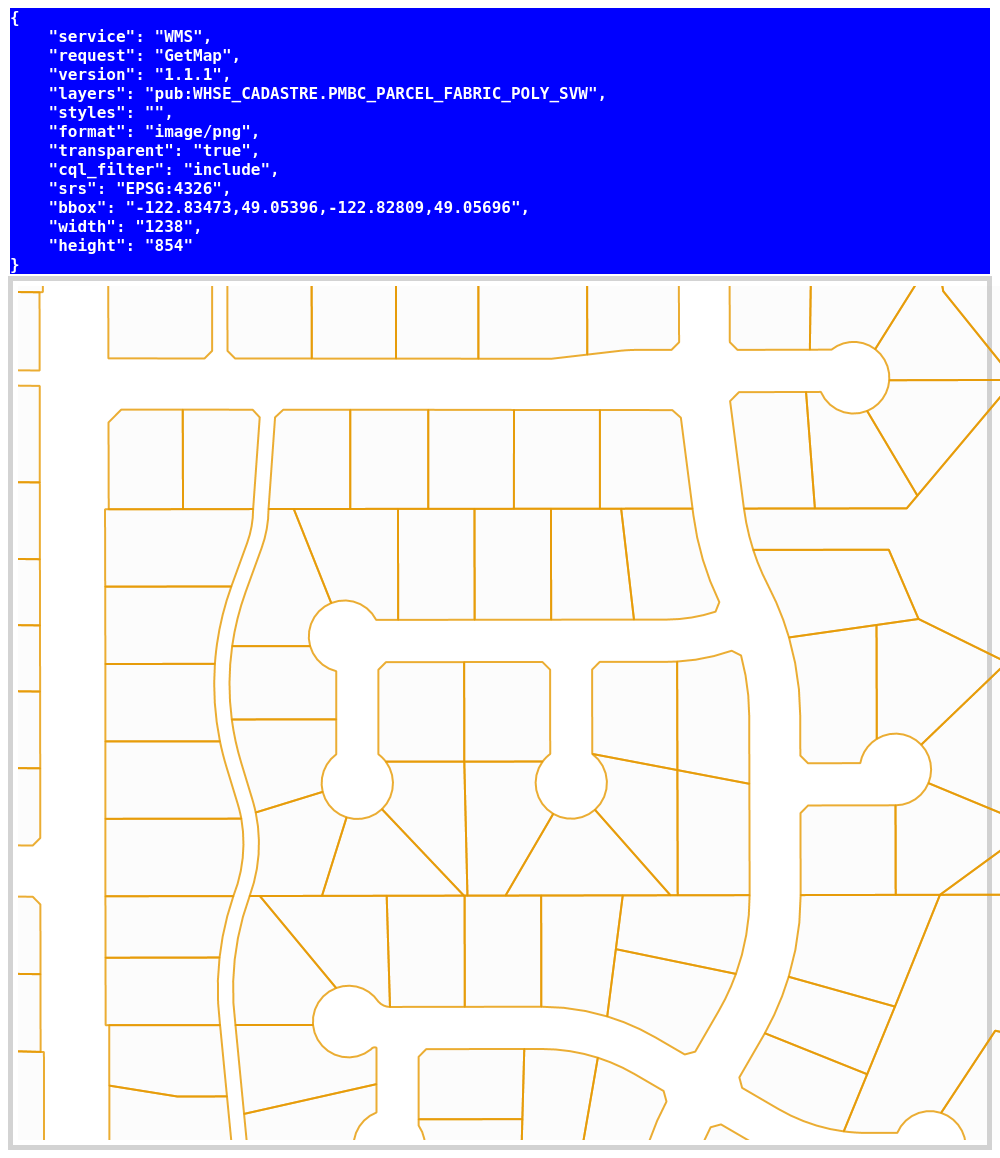 {
    "service": "WMS",
    "request": "GetMap",
    "version": "1.1.1",
    "layers": "pub:WHSE_CADASTRE.PMBC_PARCEL_FABRIC_POLY_SVW",
    "styles": "",
    "format": "image/png",
    "transparent": "true",
    "cql_filter": "include",
    "srs": "EPSG:4326",
    "bbox": "-122.83473,49.05396,-122.82809,49.05696",
    "width": "1238",
    "height": "854"
}